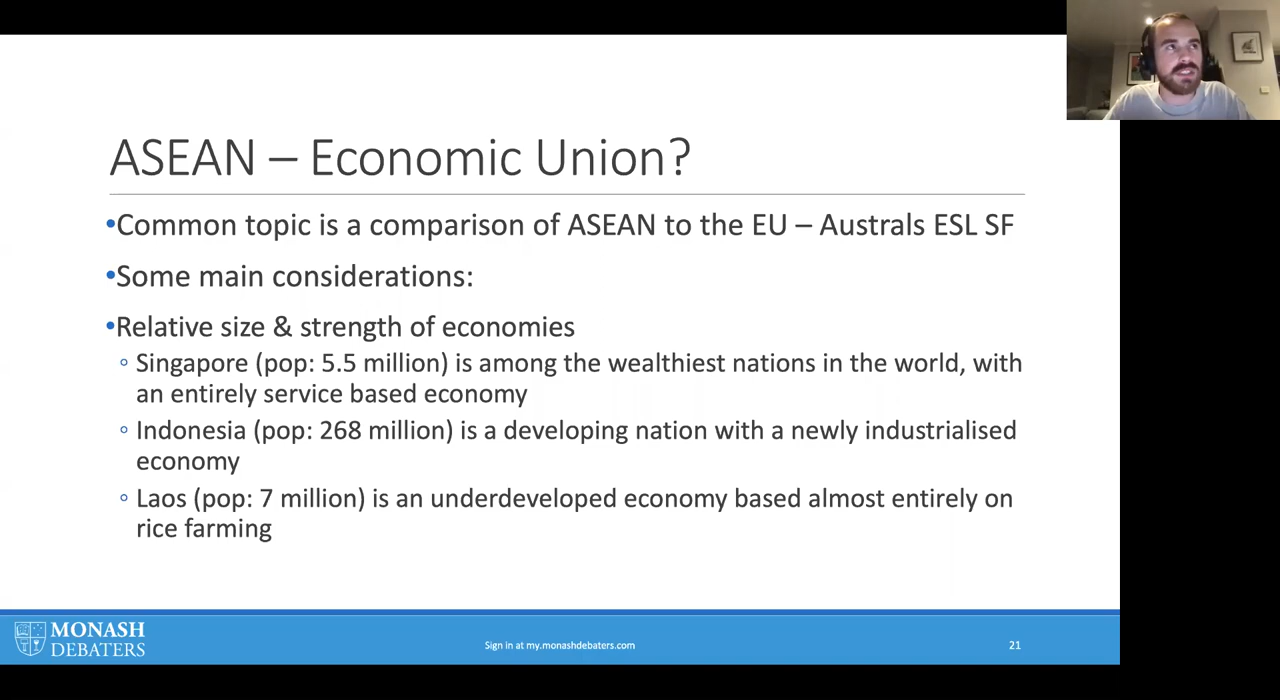 ASEAN – Economic Union?
•Common topic is a comparison of ASEAN to the EU – Australs ESL SF
•Some main considerations:
•Relative size & strength of economies
◦ Singapore (pop: 5.5 million) is among the wealthiest nations in the world, with
an entirely service based economy
◦ Indonesia (pop: 268 million) is a developing nation with a newly industrialised
economy
◦ Laos (pop: 7 million) is an underdeveloped economy based almost entirely on
rice farming
MONASH
DEBATERS
Sign in at my.monashdebaters.com
21